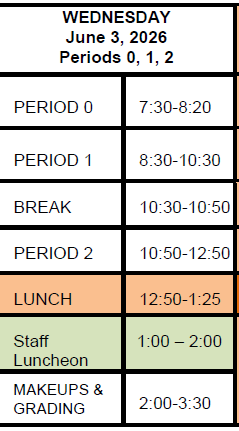 WEDNESDAY
June 3, 2026
Periods 0, 1, 2
PERIOD 0 7:30-8:20
PERIOD 1 8:30-10:30
BREAK 10:30-10:50
PERIOD 2 10:50-12:50
LUNCH 12:50-1:25
Staff
Luncheon 1:00 – 2:00
MAKEUPS &
GRADING 2:00-3:30